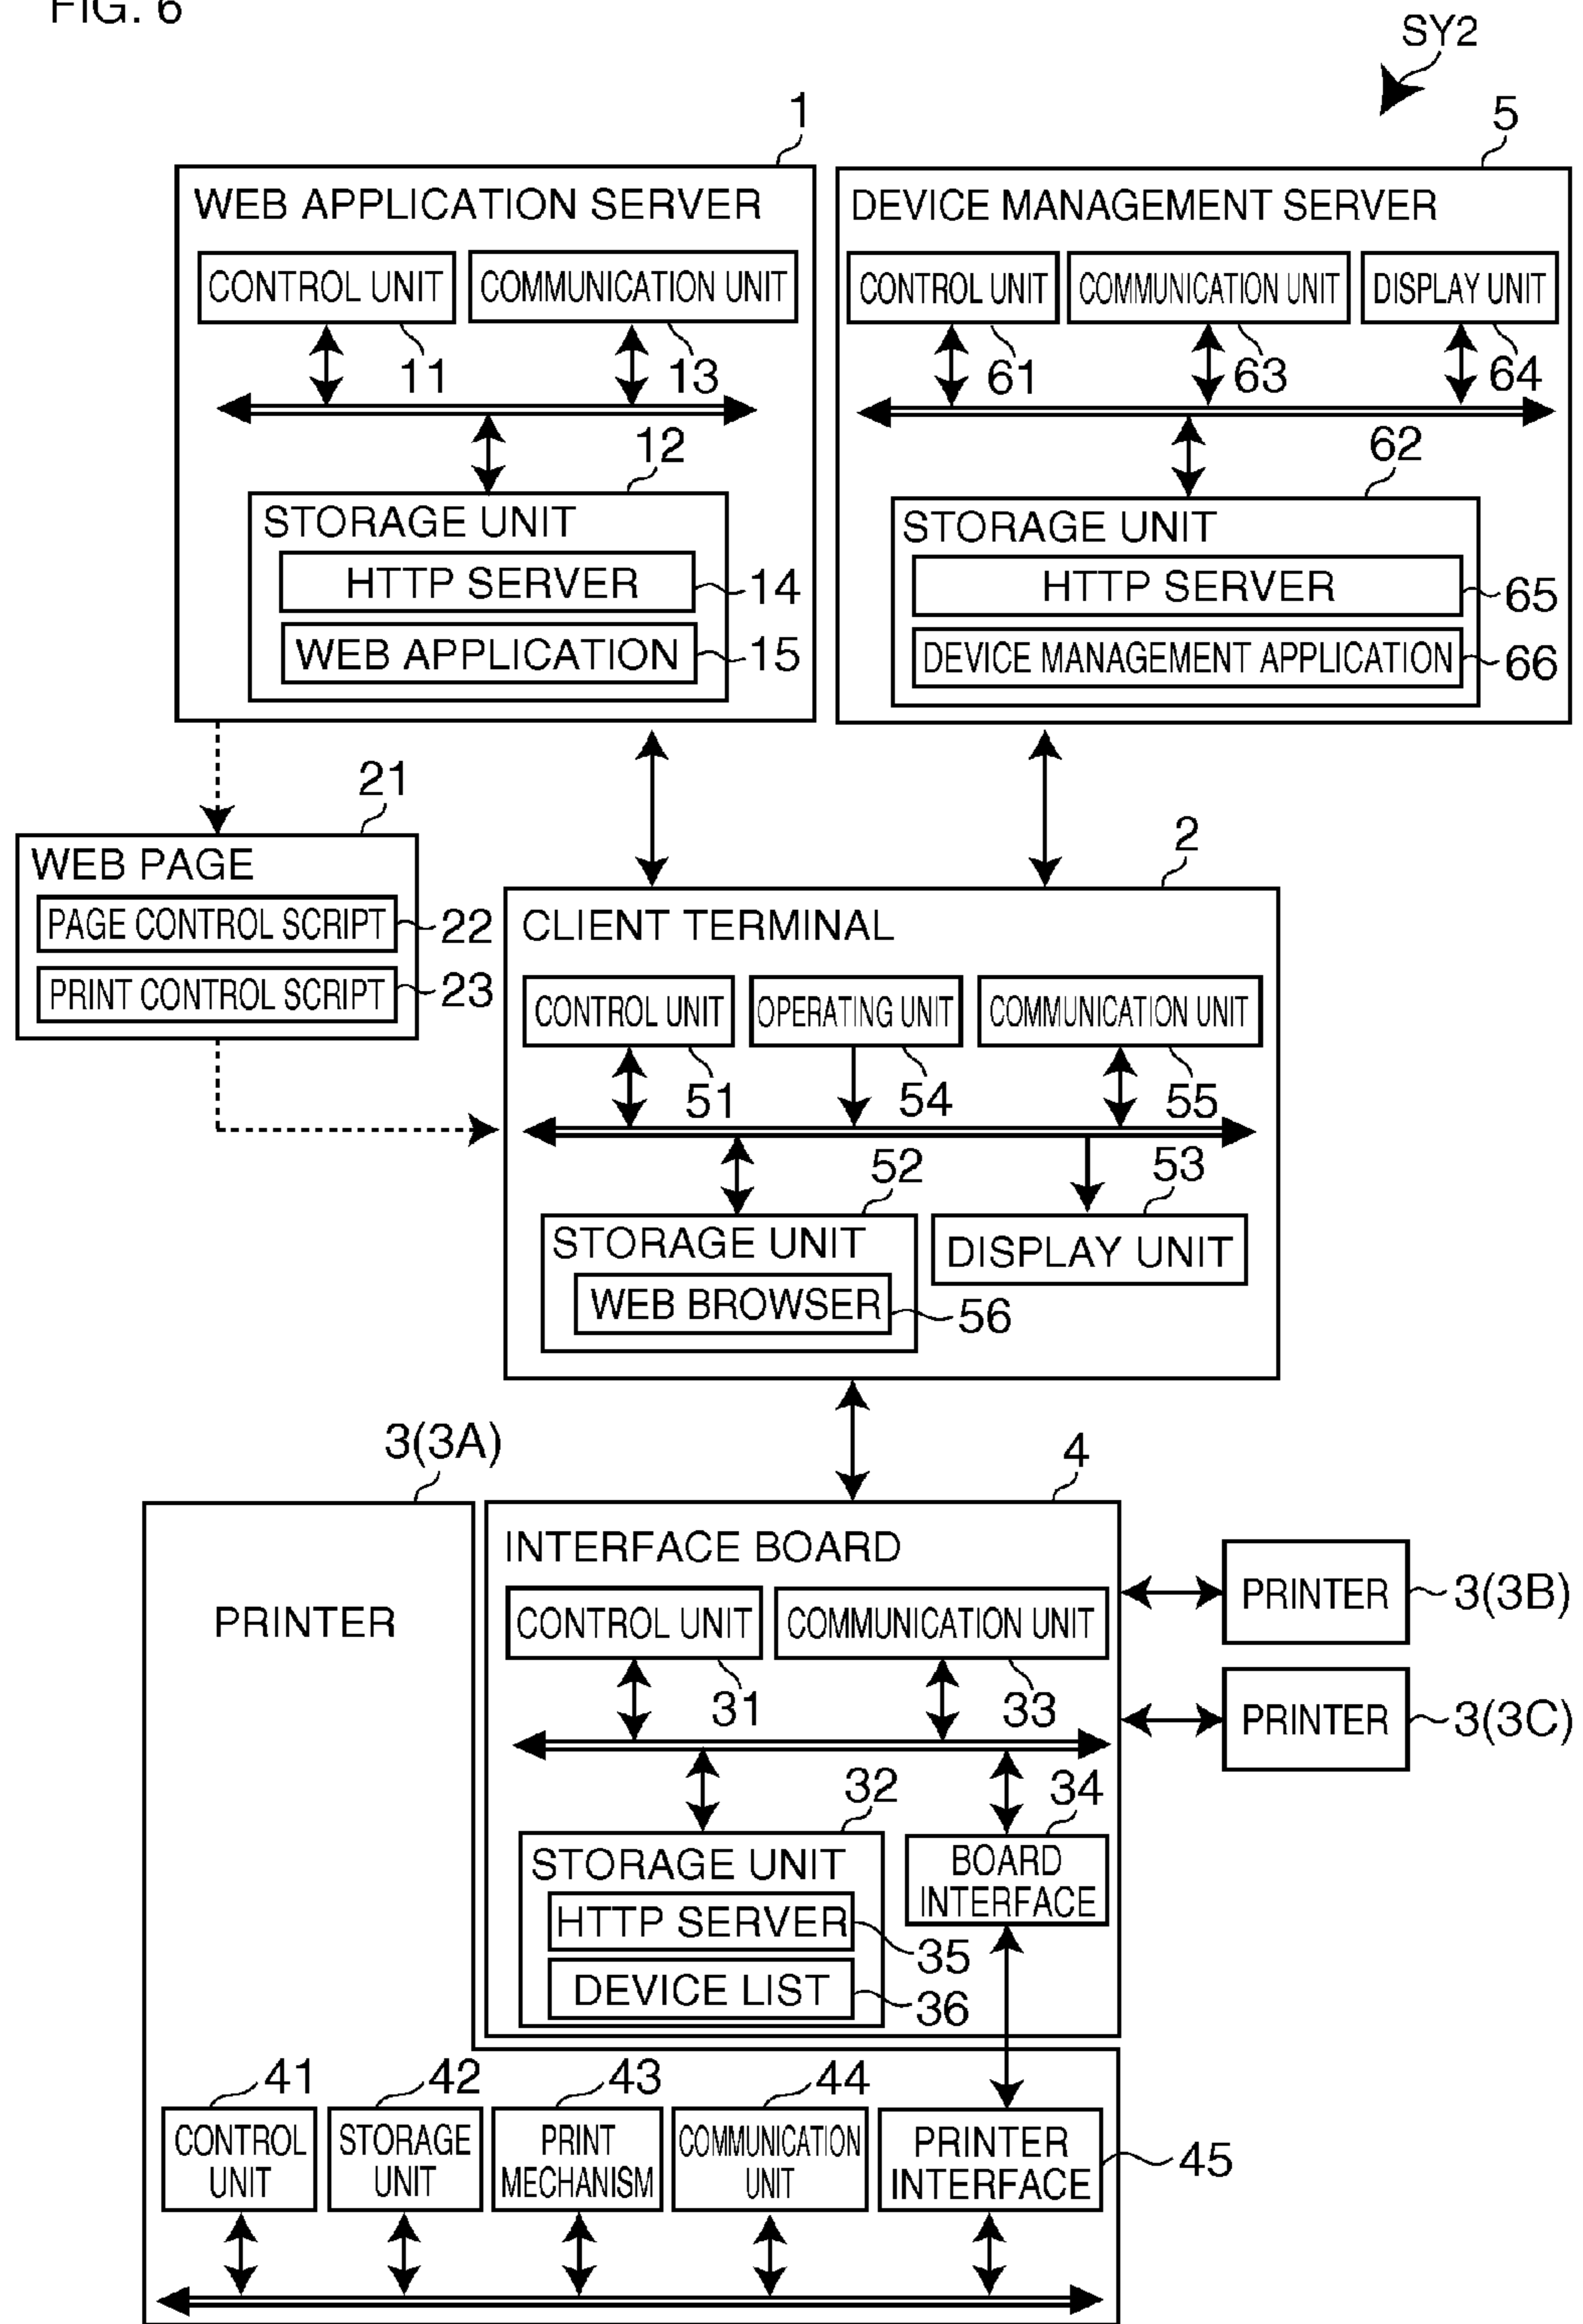 FIG. 6
SY2
1
5
WEB APPLICATION SERVER
DEVICE MANAGEMENT SERVER
CONTROL UNIT
COMMUNICATION UNIT
CONTROL UNIT
COMMUNICATION UNIT
DISPLAY UNIT
11
13
61
63
64
12
62
STORAGE UNIT
STORAGE UNIT
HTTP SERVER
14
HTTP SERVER
65
WEB APPLICATION
15
DEVICE MANAGEMENT APPLICATION
66
21
2
WEB PAGE
PAGE CONTROL SCRIPT
22
CLIENT TERMINAL
PRINT CONTROL SCRIPT
23
CONTROL UNIT
OPERATING UNIT
COMMUNICATION UNIT
51
54
55
52
53
STORAGE UNIT
DISPLAY UNIT
WEB BROWSER
56
3(3A)
4
INTERFACE BOARD
PRINTER
CONTROL UNIT
COMMUNICATION UNIT
PRINTER
3(3B)
31
33
PRINTER
3(3C)
32
34
STORAGE UNIT
BOARD
INTERFACE
HTTP SERVER
35
DEVICE LIST
36
41
42
43
44
CONTROL
UNIT
STORAGE
UNIT
PRINT
MECHANISM
COMMUNICATION
UNIT
PRINTER
INTERFACE
45